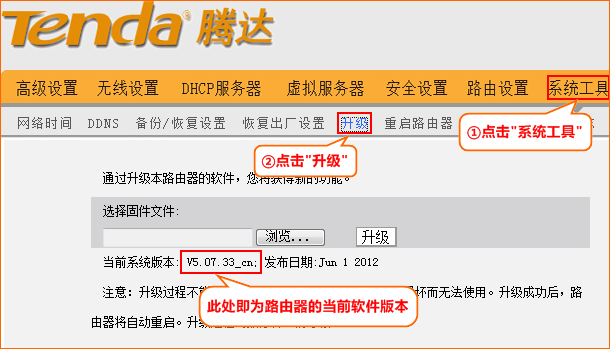 Tenda 腾达
高级设置 无线设置 DHCP服务器 虚拟服务器 安全设置 路由设置 系统工具
网络时间 DDNS 备份/恢复设置 恢复出厂设置 升级 重启路由器
①点击"系统工具"
②点击"升级"
通过升级本路由器的软件，您将获得新的功能。
选择固件文件:
浏览... 升级
当前系统版本: V5.07.33_cn; 发布日期:Jun 1 2012
注意: 升级过程不能 坏而无法使用。升级成功后，路
此处即为路由器的当前软件版本
由器将自动重启。